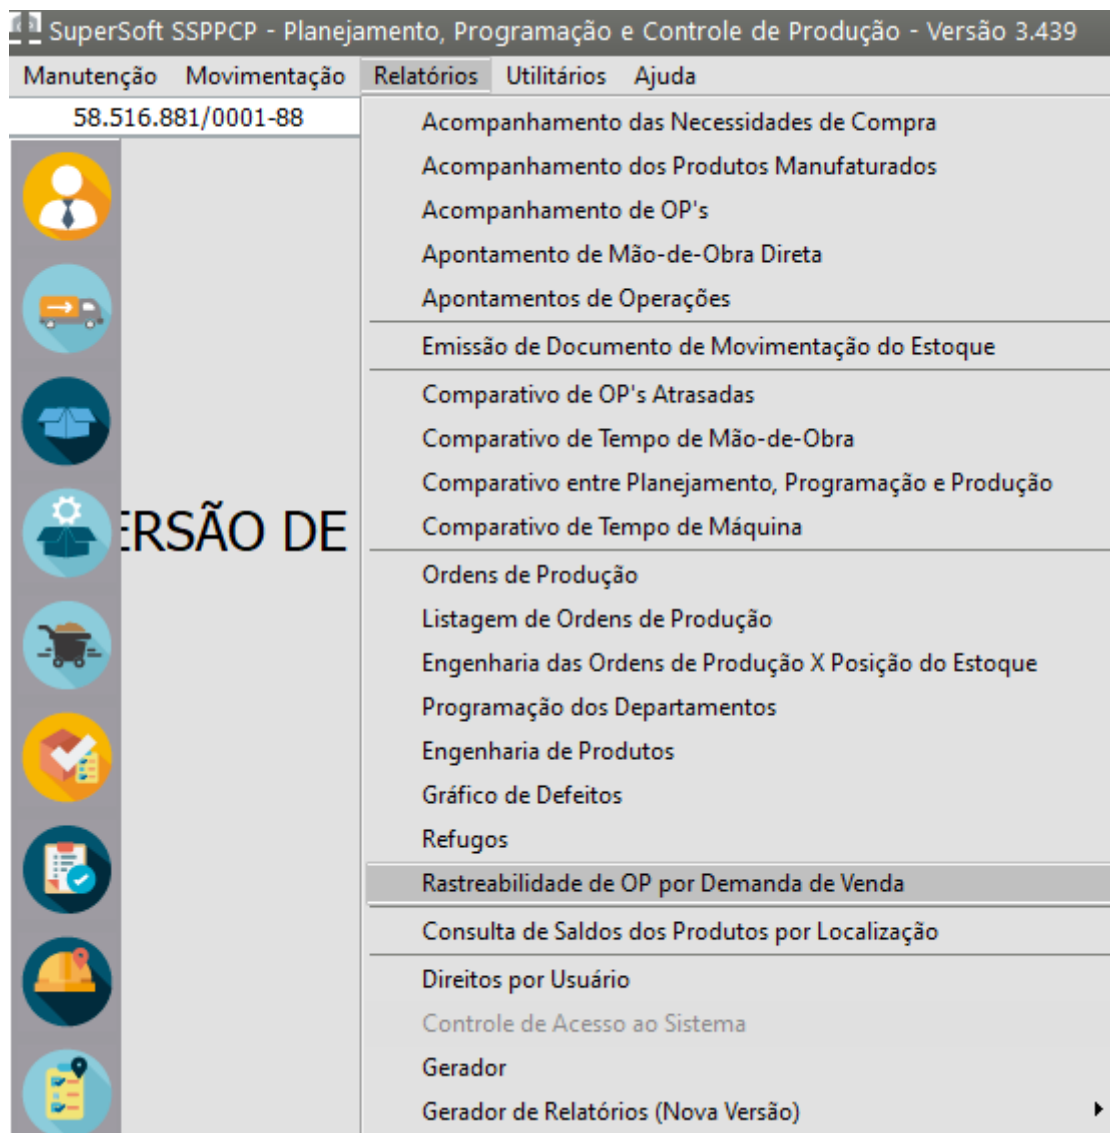 SuperSoft SSPPCP - Planejamento, Programação e Controle de Produção - Versão 3.439
Manutenção Movimentação Relatórios Utilitários Ajuda
58.516.881/0001-88
Acompanhamento das Necessidades de Compra
Acompanhamento dos Produtos Manufaturados
Acompanhamento de OP's
Apontamento de Mão-de-Obra Direta
Apontamentos de Operações
Emissão de Documento de Movimentação do Estoque
Comparativo de OP's Atrasadas
Comparativo de Tempo de Mão-de-Obra
Comparativo entre Planejamento, Programação e Produção
Comparativo de Tempo de Máquina
ERSÃO DE
Ordens de Produção
Listagem de Ordens de Produção
Engenharia das Ordens de Produção X Posição do Estoque
Programação dos Departamentos
Engenharia de Produtos
Gráfico de Defeitos
Refugos
Rastreabilidade de OP por Demanda de Venda
Consulta de Saldos dos Produtos por Localização
Direitos por Usuário
Controle de Acesso ao Sistema
Gerador
Gerador de Relatórios (Nova Versão)